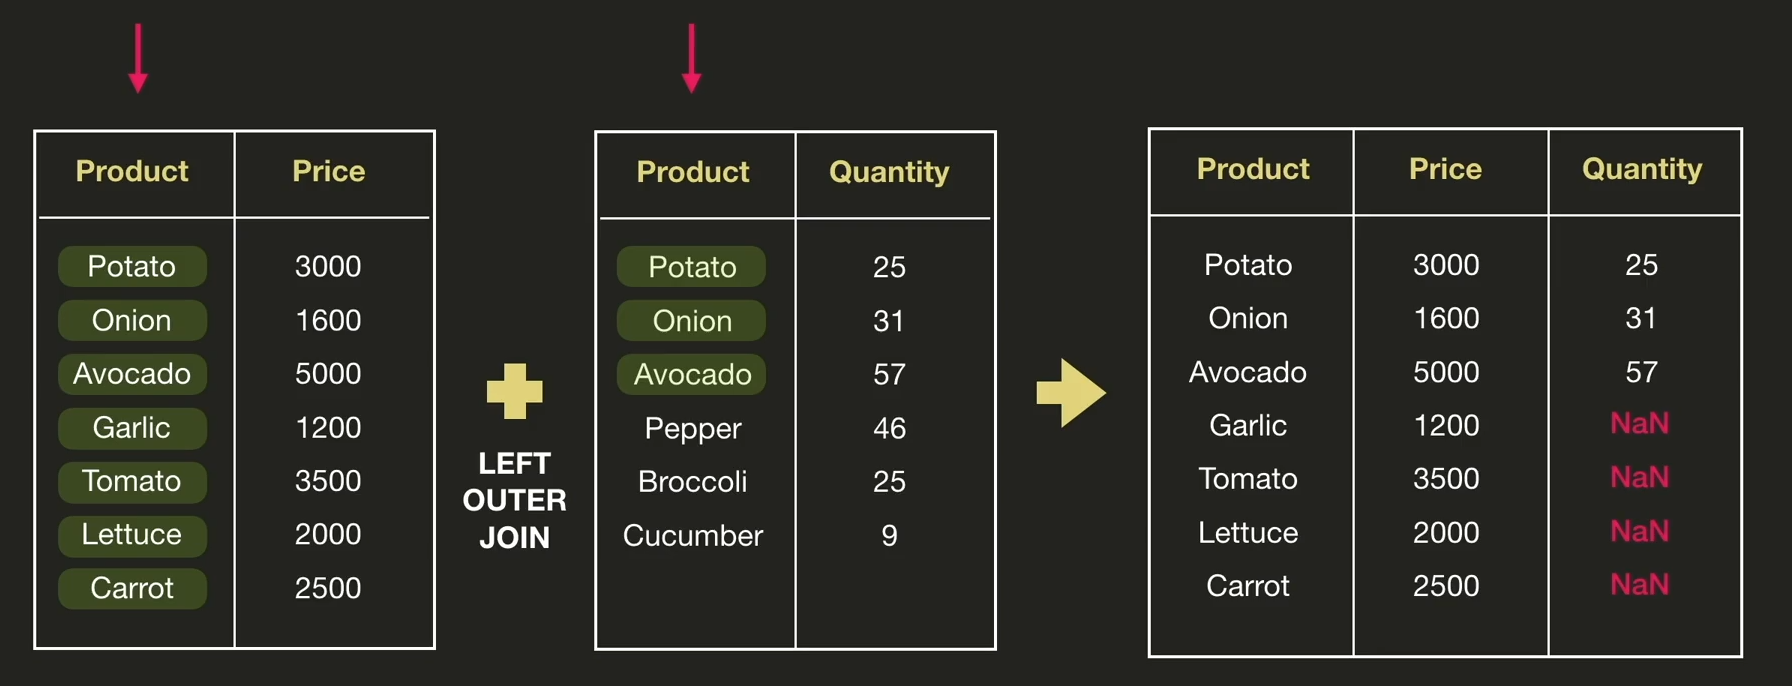 Product Price
Potato 3000
Onion 1600
Avocado 5000
Garlic 1200
Tomato 3500
Lettuce 2000
Carrot 2500
LEFT
OUTER
JOIN
Product Quantity
Potato 25
Onion 31
Avocado 57
Pepper 46
Broccoli 25
Cucumber 9
Product Price Quantity
Potato 3000 25
Onion 1600 31
Avocado 5000 57
Garlic 1200 NaN
Tomato 3500 NaN
Lettuce 2000 NaN
Carrot 2500 NaN